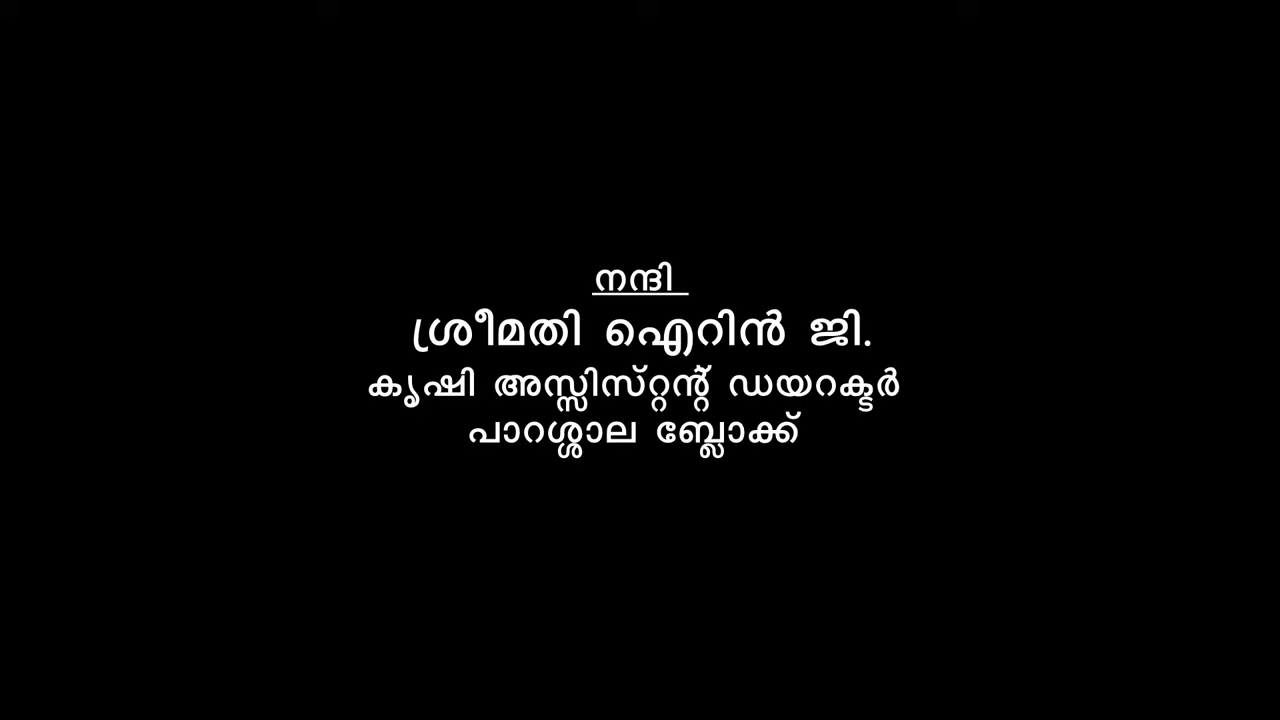 നന്ദി
ശ്രീമതി ഐറിൻ ജി.
കൃഷി അസ്സിസ്റ്റന്റ് ഡയറക്ടർ
പാറശ്ശാല ബ്ലോക്ക്